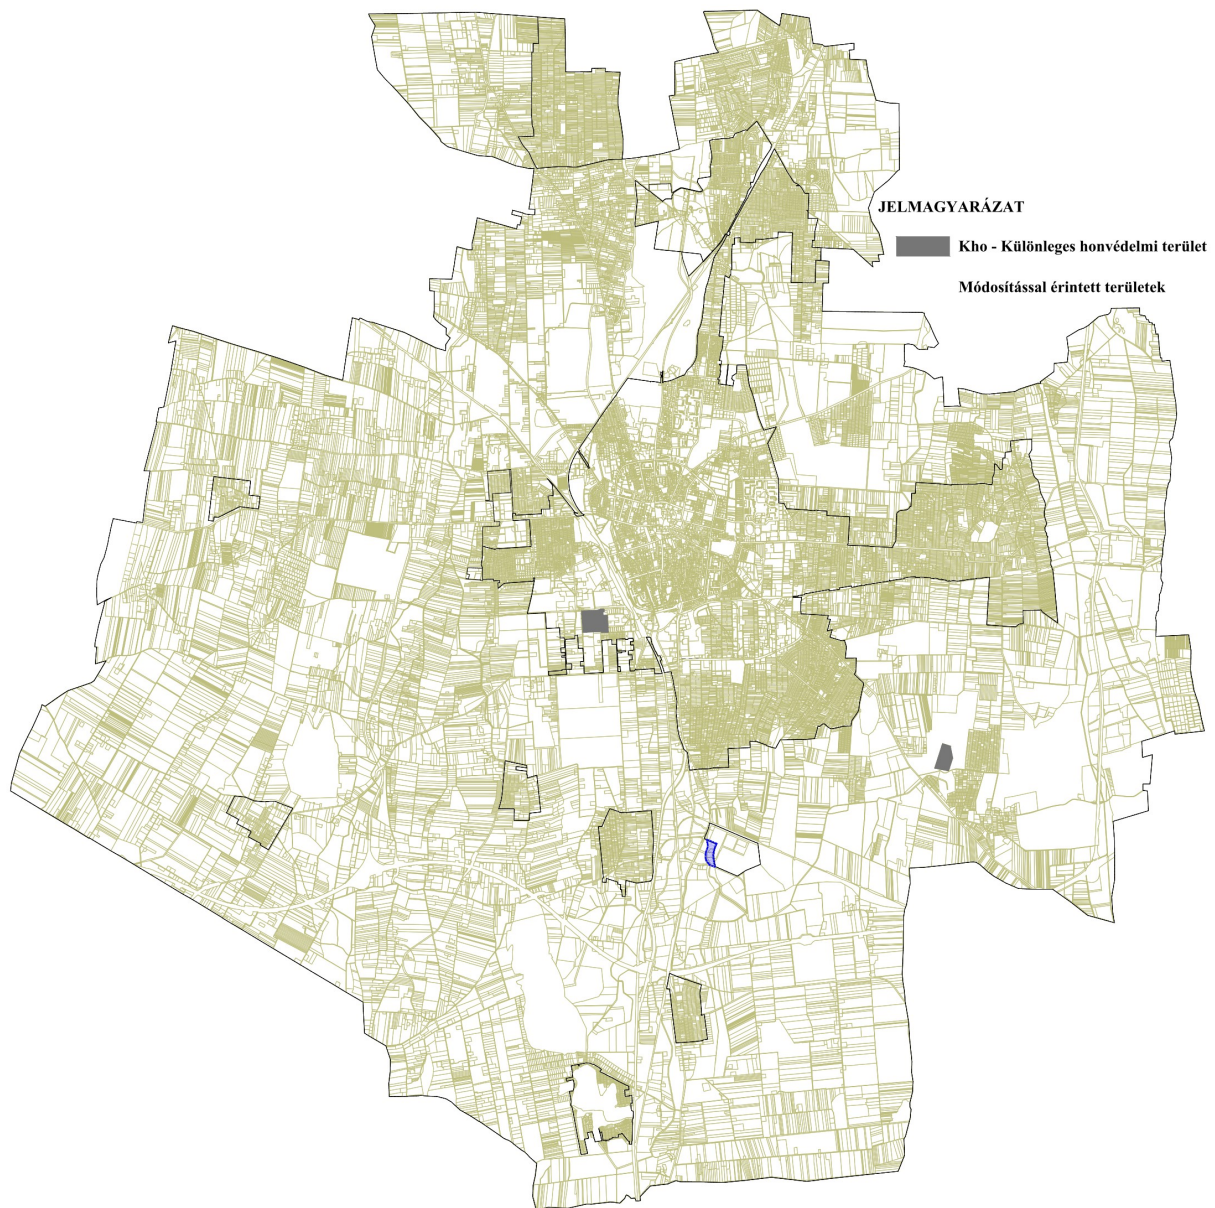 JELMAGYARÁZAT
Kho - Különleges honvédelmi terület
Módosítással érintett területek